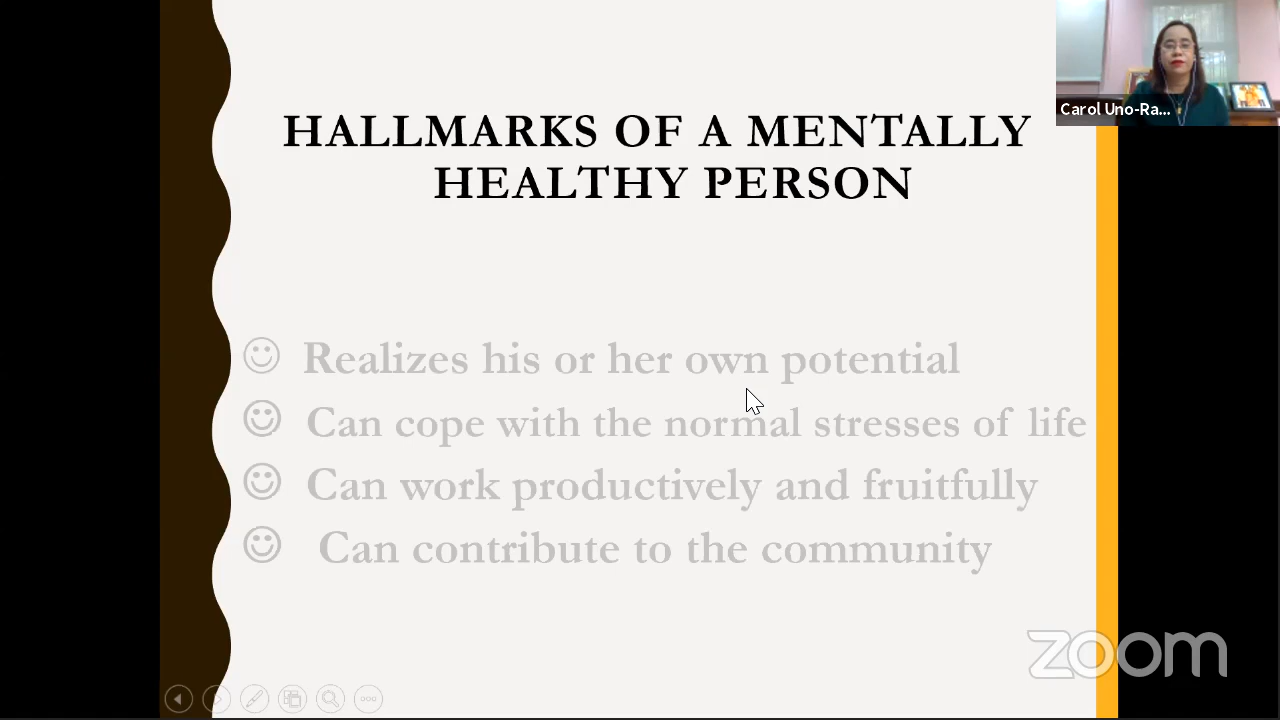 Carol Uno-Ra...
HALLMARKS OF A MENTALLY
HEALTHY PERSON
Realizes his or her own potential
Can cope with the normal stresses of life
Can work productively and fruitfully
Can contribute to the community
zoom